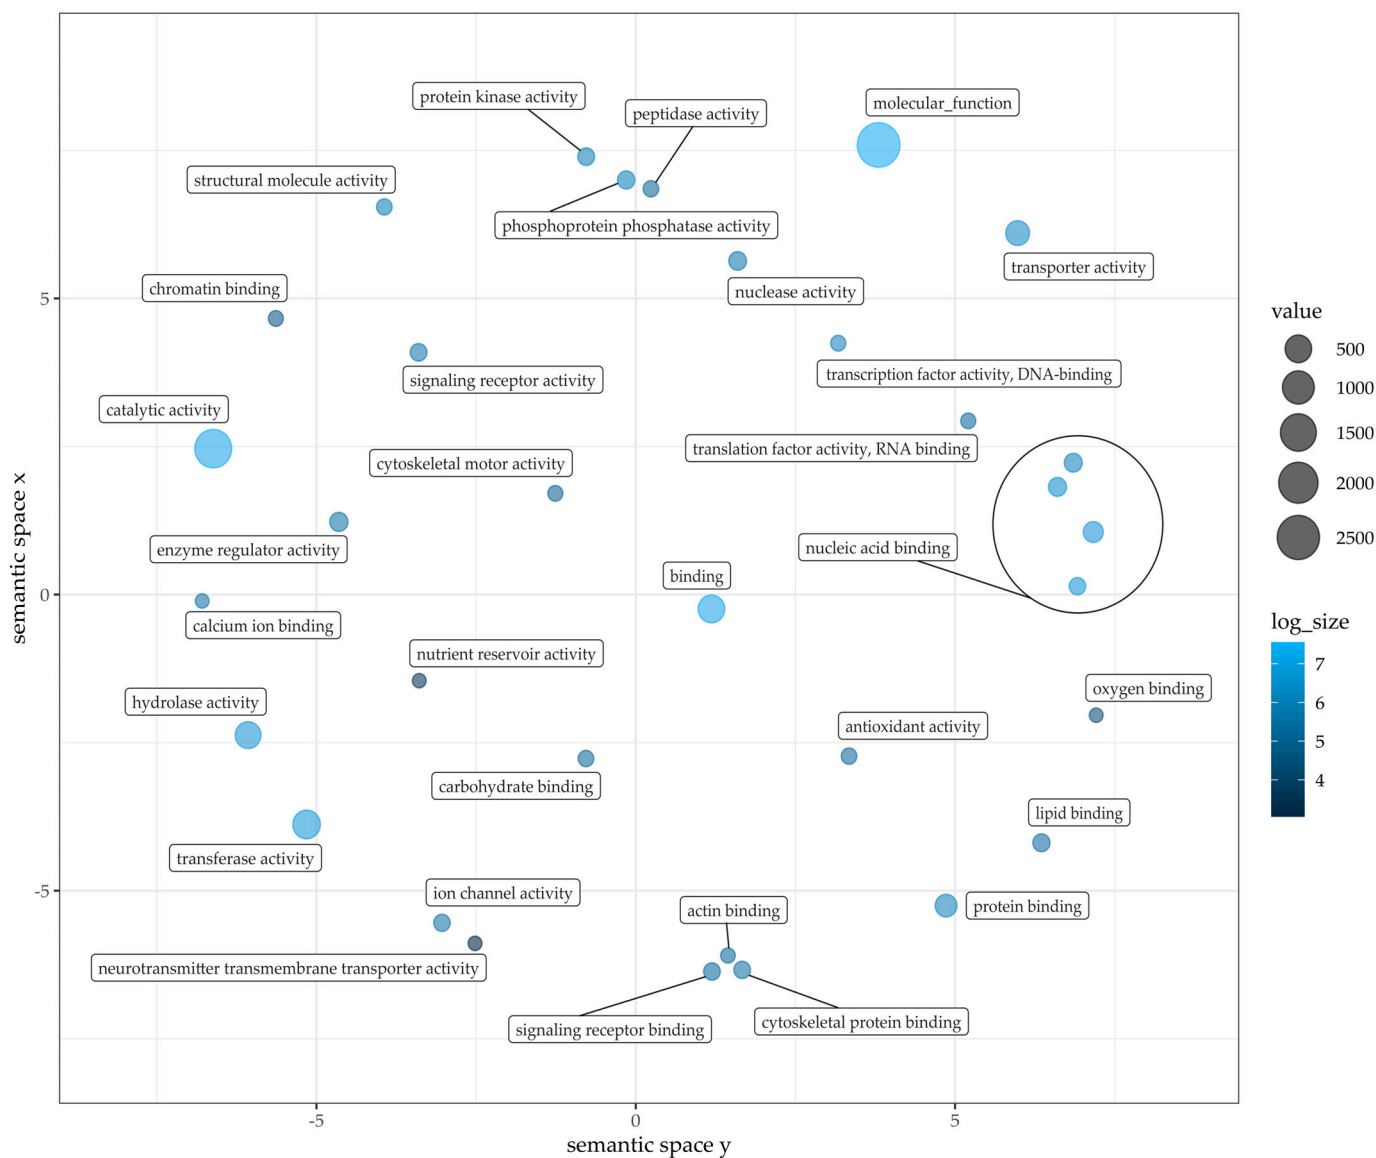 protein kinase activity
molecular_function
peptidase activity
structural molecule activity
phosphoprotein phosphatase activity
transporter activity
chromatin binding
nuclease activity
5
signaling receptor activity
transcription factor activity, DNA-binding
catalytic activity
translation factor activity, RNA binding
cytoskeletal motor activity
enzyme regulator activity
nucleic acid binding
binding
0
calcium ion binding
nutrient reservoir activity
hydrolase activity
oxygen binding
antioxidant activity
carbohydrate binding
lipid binding
transferase activity
-5
ion channel activity
actin binding
protein binding
neurotransmitter transmembrane transporter activity
signaling receptor binding
cytoskeletal protein binding
-5
0
5
semantic space y
semantic space x
value
500
1000
1500
2000
2500
log_size
7
6
5
4